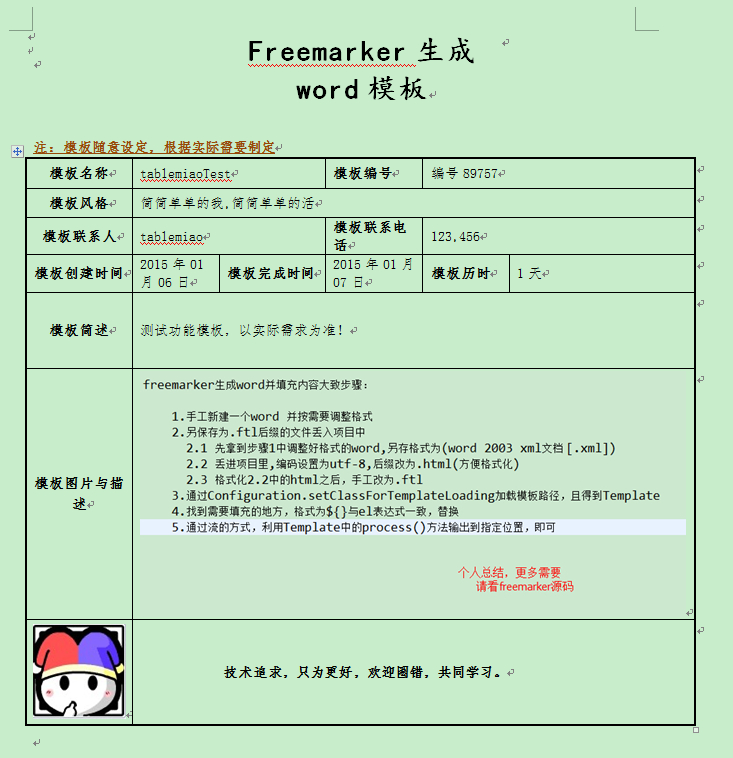 Freemarker 生成
word 模板
注：模板随意设定，根据实际需要制定
模板名称 tablemiaoTest 模板编号 编号 89757
模板风格 简简单单的我,简简单单的活
模板联系人 tablemiao 模板联系电
话 123,456
模板创建时间 2015 年 01
月 06 日 模板完成时间 2015 年 01 月
07 日 模板历时 1 天
模板简述 测试功能模板，以实际需求为准！
模板图片与描
述
freemarker生成word并填充内容大致步骤：
1.手工新建一个word 并按需要调整格式
2.另保存为.ftl后缀的文件丢入项目中
2.1 先拿到步骤1中调整好格式的word,另存格式为(word 2003 xml文档[.xml])
2.2 丢进项目里,编码设置为utf-8,后缀改为.html(方便格式化)
2.3 格式化2.2中的html之后，手工改为.ftl
3.通过Configuration.setClassForTemplateLoading加载模板路径，且得到Template
4.找到需要填充的地方，格式为${}与el表达式一致，替换
5.通过流的方式，利用Template中的process()方法输出到指定位置，即可
个人总结，更多需要
请看freemarker源码
技术追求，只为更好，欢迎圈错，共同学习。